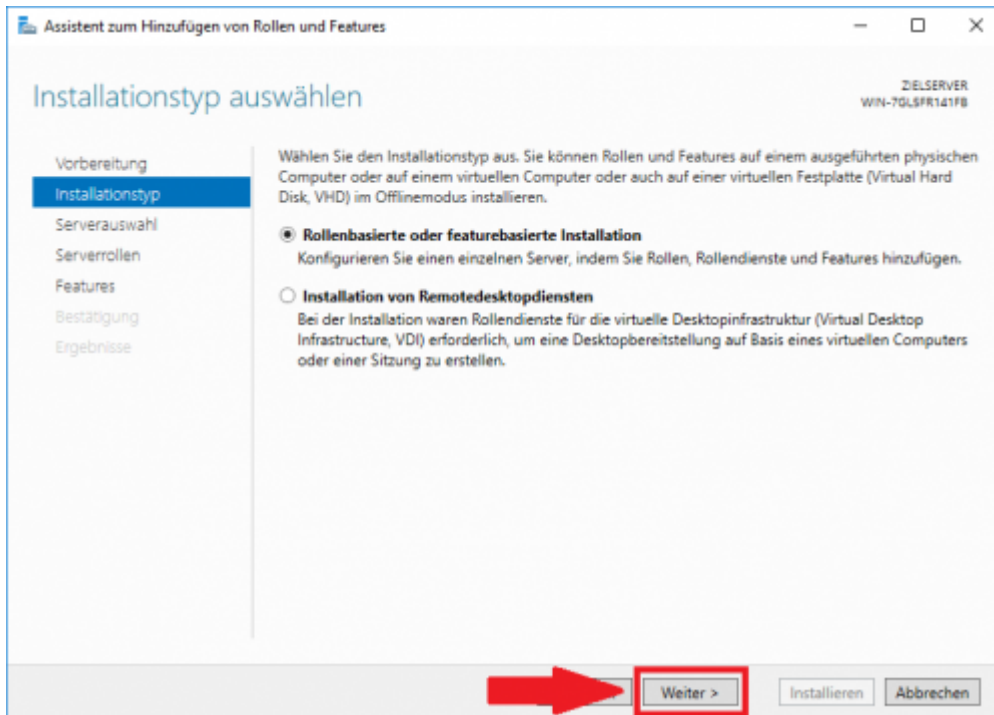 Assistent zum Hinzufügen von Rollen und Features
Installationstyp auswählen
ZIELSERVER
WIN-7GLSFR141FB
Vorbereitung
Installationstyp
Serverauswahl
Serverrollen
Features
Bestätigung
Ergebnisse
Wählen Sie den Installationstyp aus. Sie können Rollen und Features auf einem ausgeführten physischen
Computer oder auf einem virtuellen Computer oder auch auf einer virtuellen Festplatte (Virtual Hard
Disk, VHD) im Offlinemodus installieren.
Rollenbasierte oder featurebasierte Installation
Konfigurieren Sie einen einzelnen Server, indem Sie Rollen, Rollendienste und Features hinzufügen.
Installation von Remotedesktopdiensten
Bei der Installation waren Rollendienste für die virtuelle Desktopinfrastruktur (Virtual Desktop
Infrastructure, VDI) erforderlich, um eine Desktopbereitstellung auf Basis eines virtuellen Computers
oder einer Sitzung zu erstellen.
Weiter >
Installieren
Abbrechen